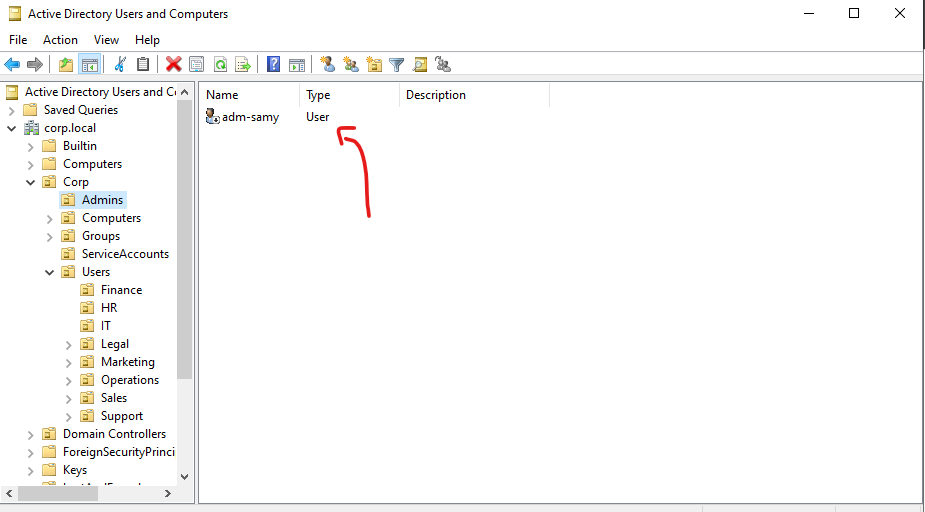 Active Directory Users and Computers
File Action View Help
Active Directory Users and Co
Saved Queries
corp.local
Builtin
Computers
Corp
Admins
Computers
Groups
ServiceAccounts
Users
Finance
HR
IT
Legal
Marketing
Operations
Sales
Support
Domain Controllers
ForeignSecurityPrinci
Keys
Name Type Description
adm-samy User